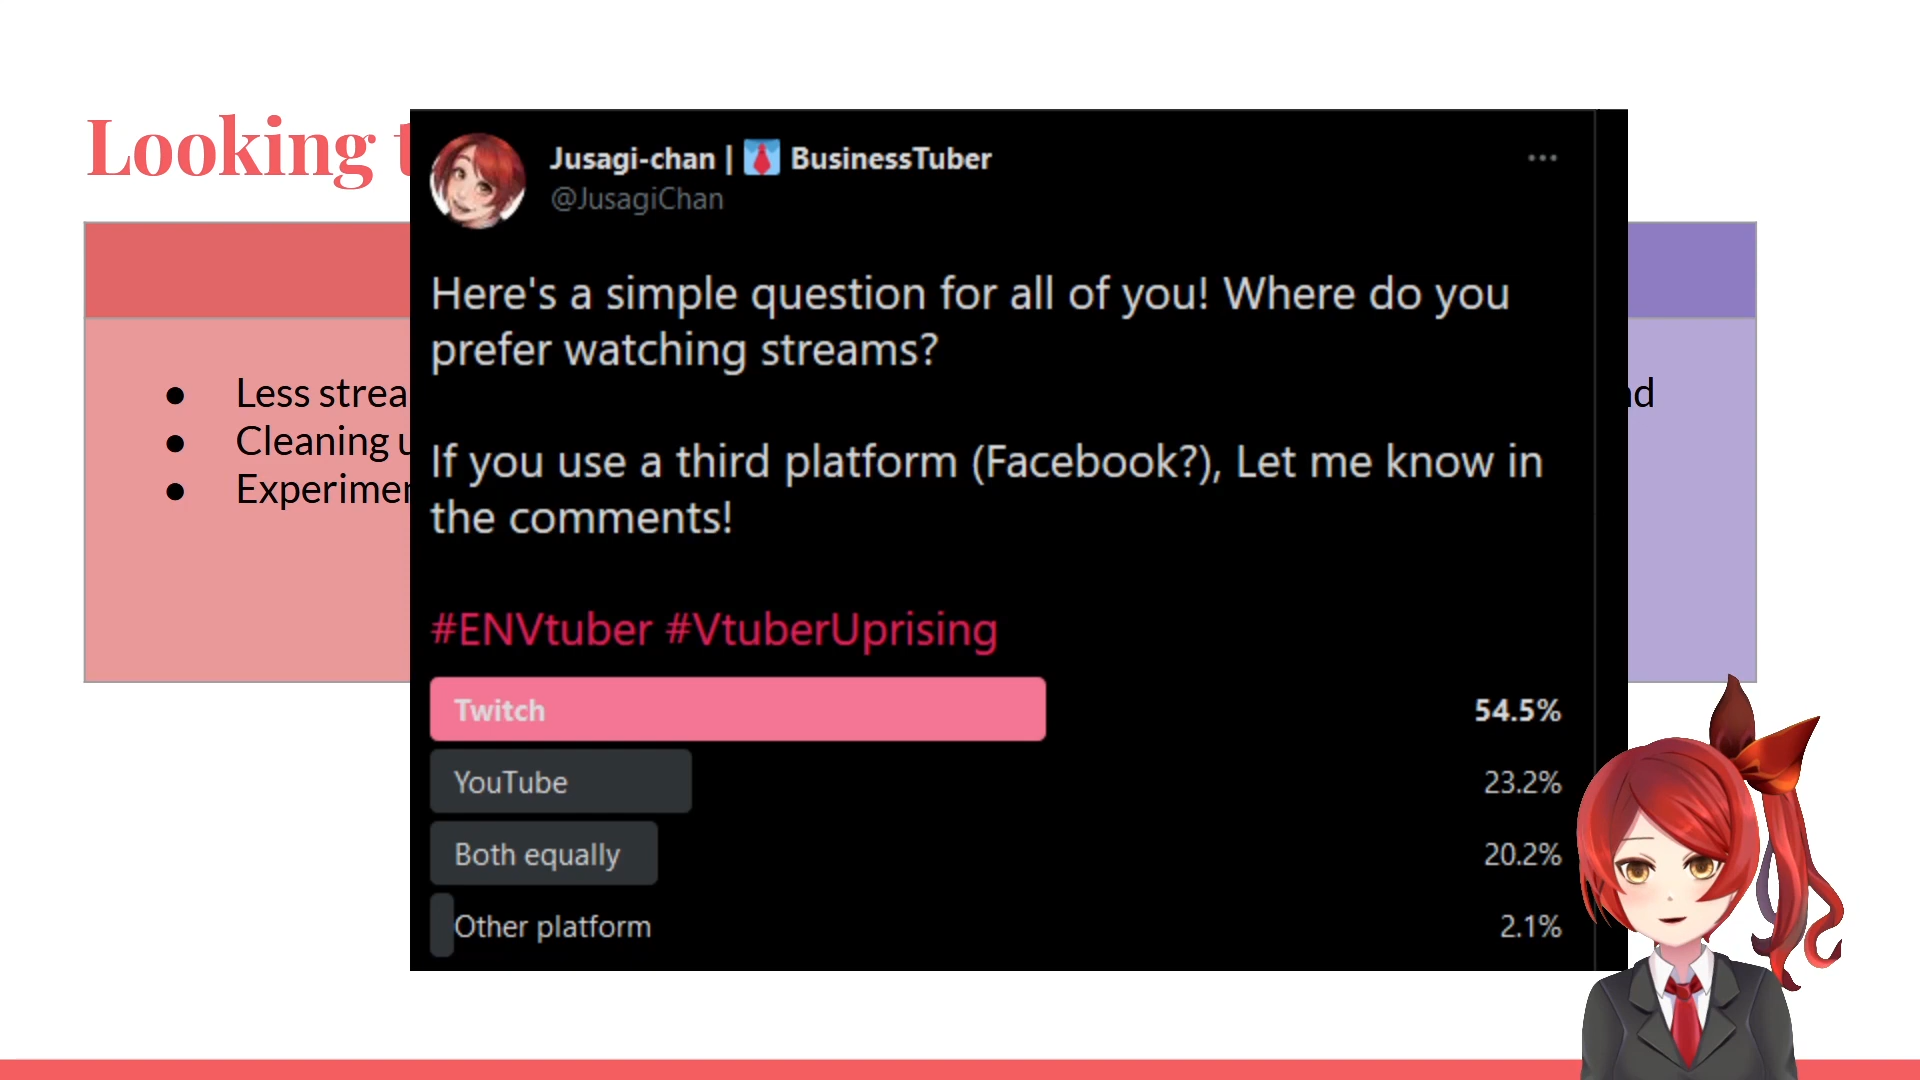 Looking
Jusagi-chan | BusinessTuber
@JusagiChan
Here's a simple question for all of you! Where do you
prefer watching streams?
If you use a third platform (Facebook?), Let me know in
the comments!
#ENVtuber #VtuberUprising
Twitch 54.5%
YouTube 23.2%
Both equally 20.2%
Other platform 2.1%
● Less
● Cleaning
●